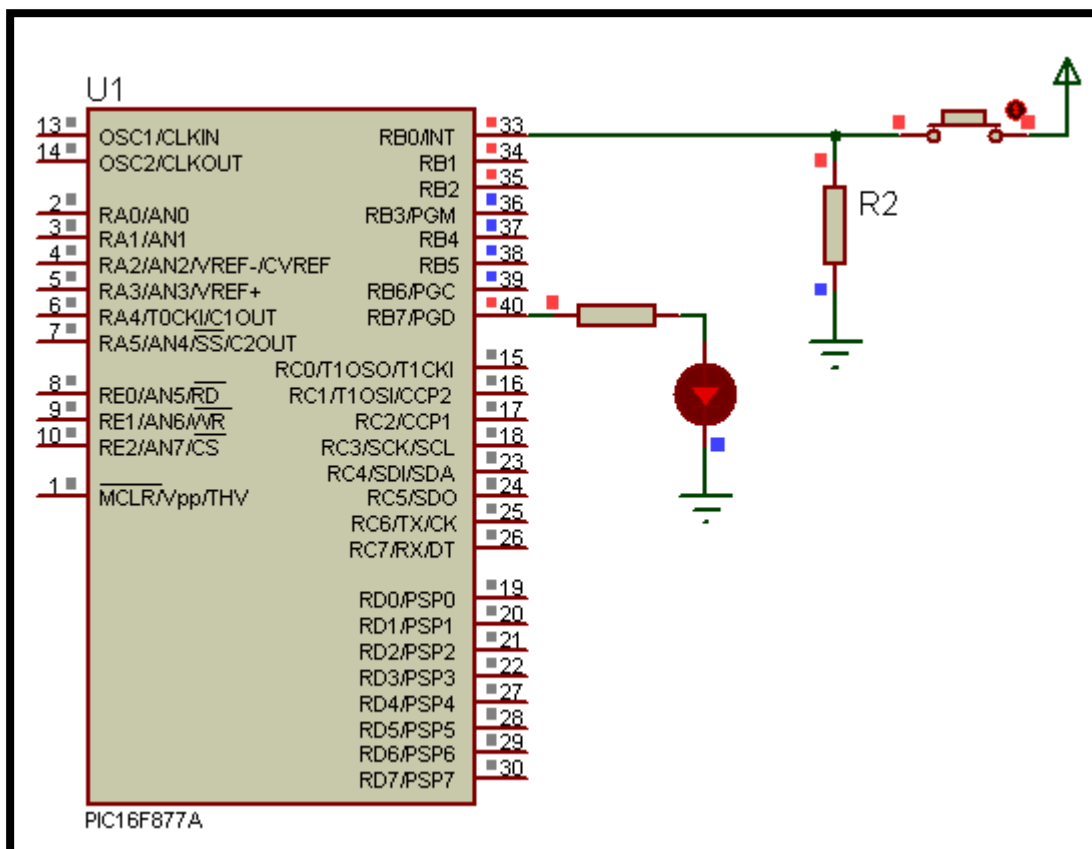 U1
13 OSC1/CLKIN RB0/INT 33
14 OSC2/CLKOUT RB1 34
RB2 35
2 RA0/AN0 RB3/PGM 36
3 RA1/AN1 RB4 37
4 RA2/AN2/VREF-/CVREF RB5 38
5 RA3/AN3/VREF+ RB6/PGC 39
6 RA4/T0CKI/C1OUT RB7/PGD 40
7 RA5/AN4/SS/C2OUT
RC0/T1OSO/T1CKI 15
8 RE0/AN5/RD RC1/T1OSI/CCP2 16
9 RE1/AN6/WR RC2/CCP1 17
10 RE2/AN7/CS RC3/SCK/SCL 18
RC4/SDI/SDA 23
1 MCLR/Vpp/THV RC5/SDO 24
RC6/TX/CK 25
RC7/RX/DT 26
RD0/PSP0 19
RD1/PSP1 20
RD2/PSP2 21
RD3/PSP3 22
RD4/PSP4 27
RD5/PSP5 28
RD6/PSP6 29
RD7/PSP7 30
PIC16F877A
R2